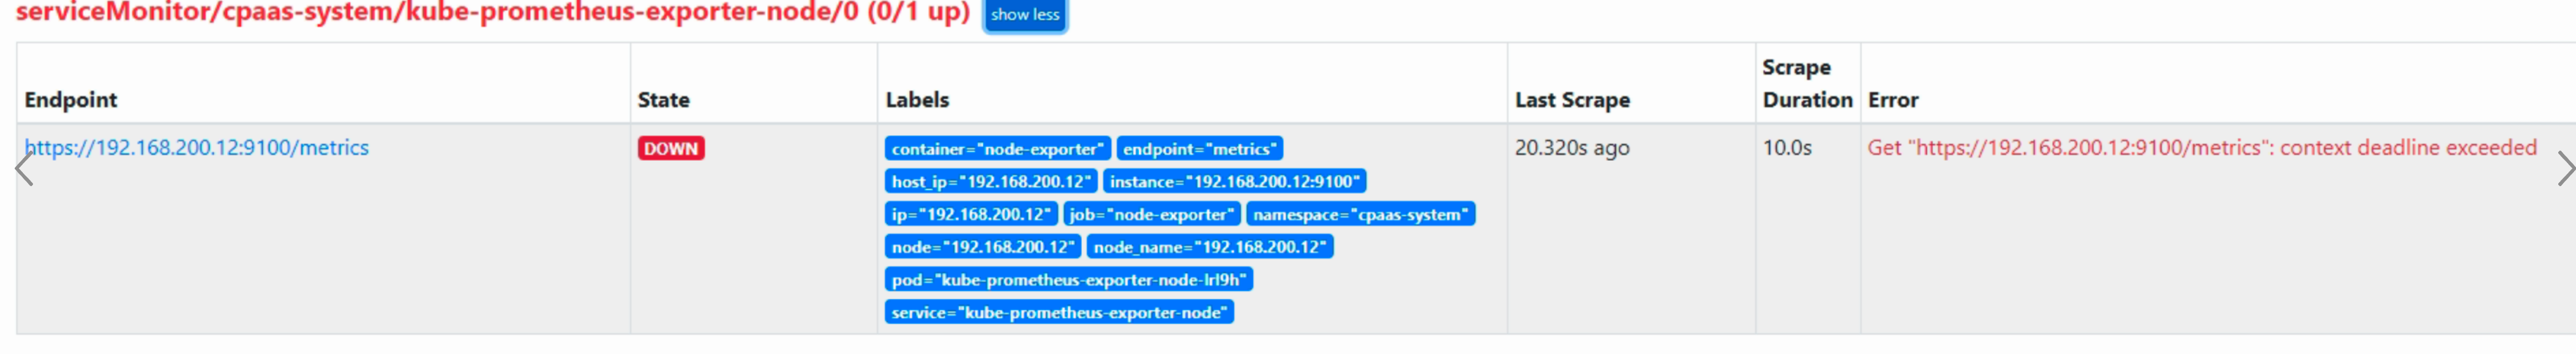 serviceMonitor/cpaas-system/kube-prometheus-exporter-node/0 (0/1 up) show less
Endpoint State Labels Last Scrape Scrape Duration Error
https://192.168.200.12:9100/metrics DOWN container="node-exporter" endpoint="metrics" 20.320s ago 10.0s Get "https://192.168.200.12:9100/metrics": context deadline exceeded
host_ip="192.168.200.12" instance="192.168.200.12:9100"
ip="192.168.200.12" job="node-exporter" namespace="cpaas-system"
node="192.168.200.12" node_name="192.168.200.12"
pod="kube-prometheus-exporter-node-lrl9h"
service="kube-prometheus-exporter-node"